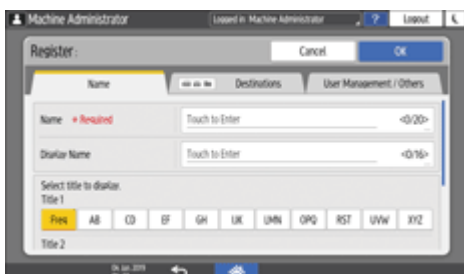 Machine Administrator
Logged in Machine Administrator
?
Logout
Register:
Cancel
OK
Name
Destinations
User Management / Others
Name
* Required
Touch to Enter
<0/20>
Display Name
Touch to Enter
<0/16>
Select title to display.
Title 1
Freq.
AB
CD
EF
GH
IJK
LMN
OPQ
RST
UVW
XYZ
Title 2